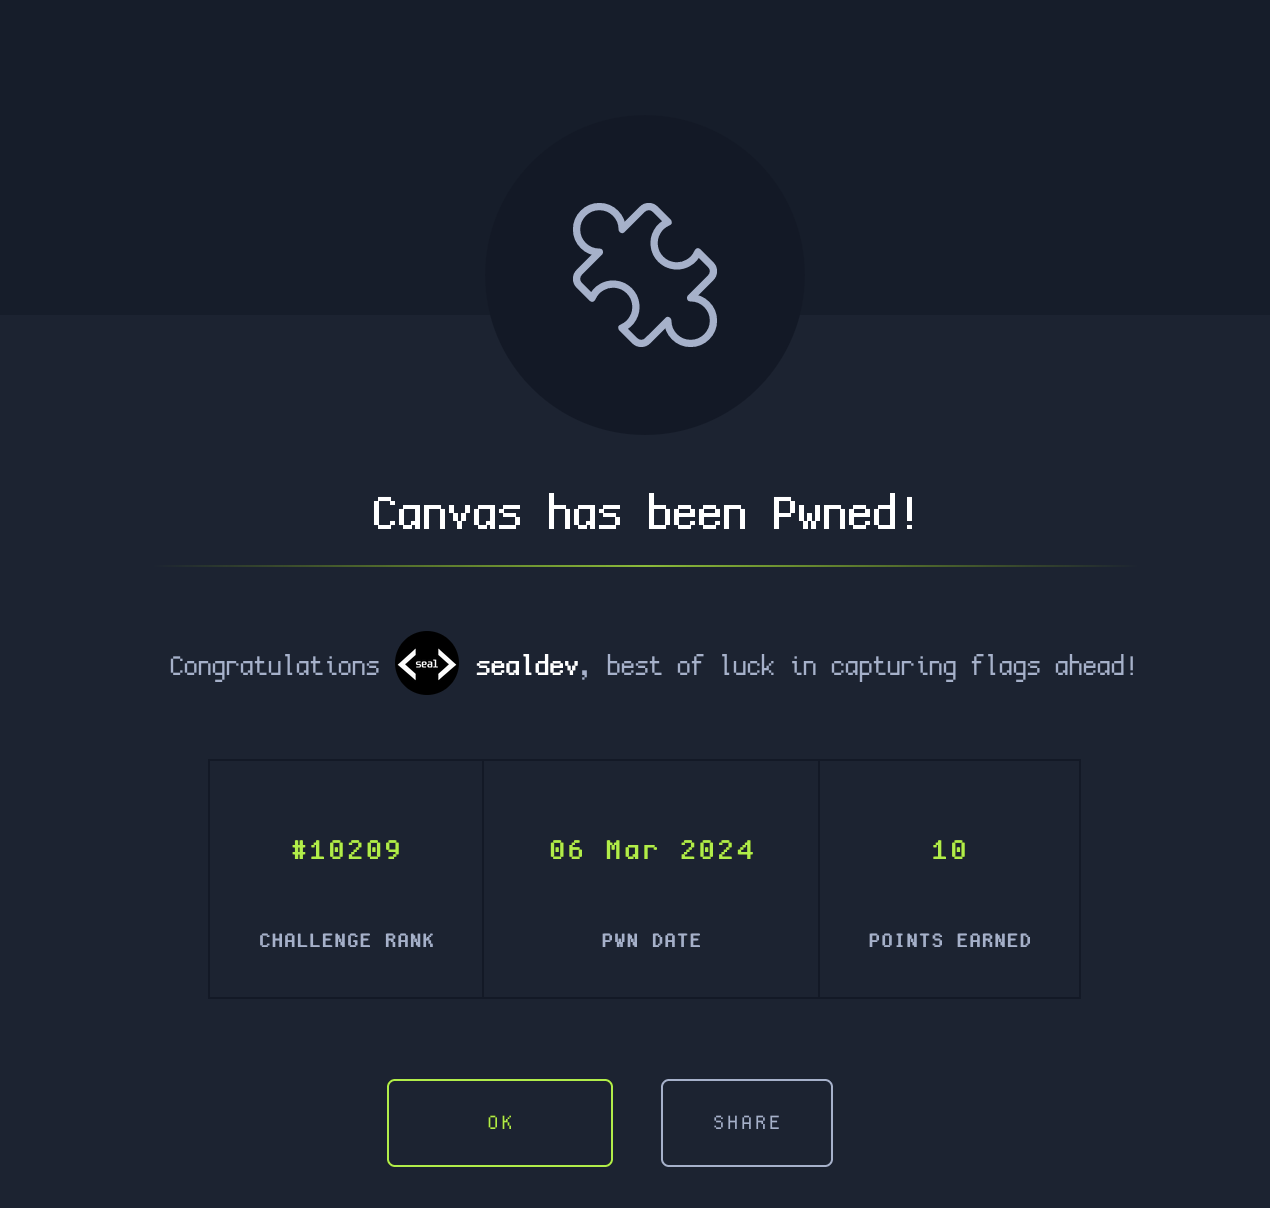 Canvas has been Pwned!
Congratulations <seal> sealdev, best of luck in capturing flags ahead!
#10209 06 Mar 2024 10
CHALLENGE RANK PWN DATE POINTS EARNED
OK SHARE